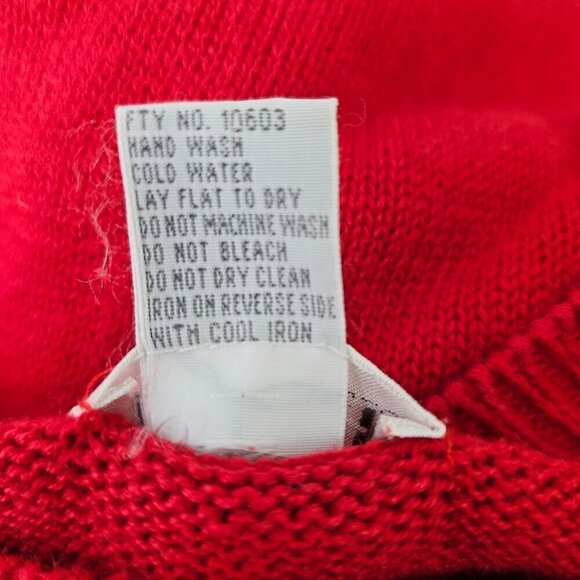 FTY NO. 10603
HAND WASH
COLD WATER
LAY FLAT TO DRY
DO NOT MACHINE WASH
DO NOT BLEACH
DO NOT DRY CLEAN
IRON ON REVERSE SIDE
WITH COOL IRON